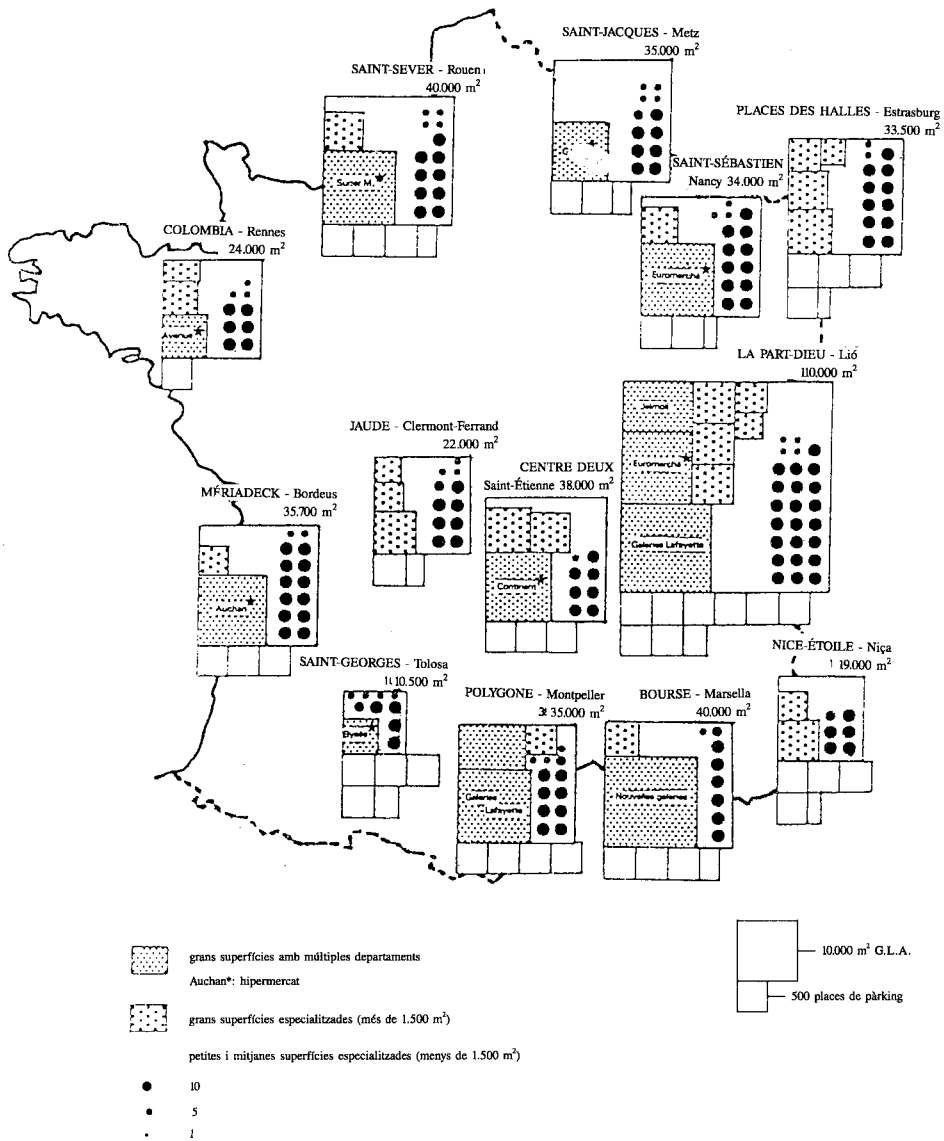 SAINT-JACQUES - Metz
35.000 m²
SAINT-SEVER - Rouen
40.000 m²
Super M.
PLACES DES HALLES - Estrasburg
33.500 m²
SAINT-SÉBASTIEN
Nancy 34.000 m²
Euromarché
COLOMBIA - Rennes
24.000 m²
LA PART-DIEU - Lió
110.000 m²
Jelmoli
Euromarché
Galeries Lafayette
JAUDE - Clermont-Ferrand
22.000 m²
CENTRE DEUX
Saint-Étienne 38.000 m²
Continent
MÉRIADECK - Bordeus
35.700 m²
Auchan
SAINT-GEORGES - Tolosa
10.500 m²
POLYGONE - Montpeller
35.000 m²
Galeries
Lafayette
BOURSE - Marsella
40.000 m²
Nouvelles galeries
NICE-ÉTOILE - Niça
19.000 m²
grans superfícies amb múltiples departaments
Auchan*: hipermercat
grans superfícies especialitzades (més de 1.500 m²)
petites i mitjanes superfícies especialitzades (menys de 1.500 m²)
10
5
1
10.000 m² G.L.A.
500 places de pàrking